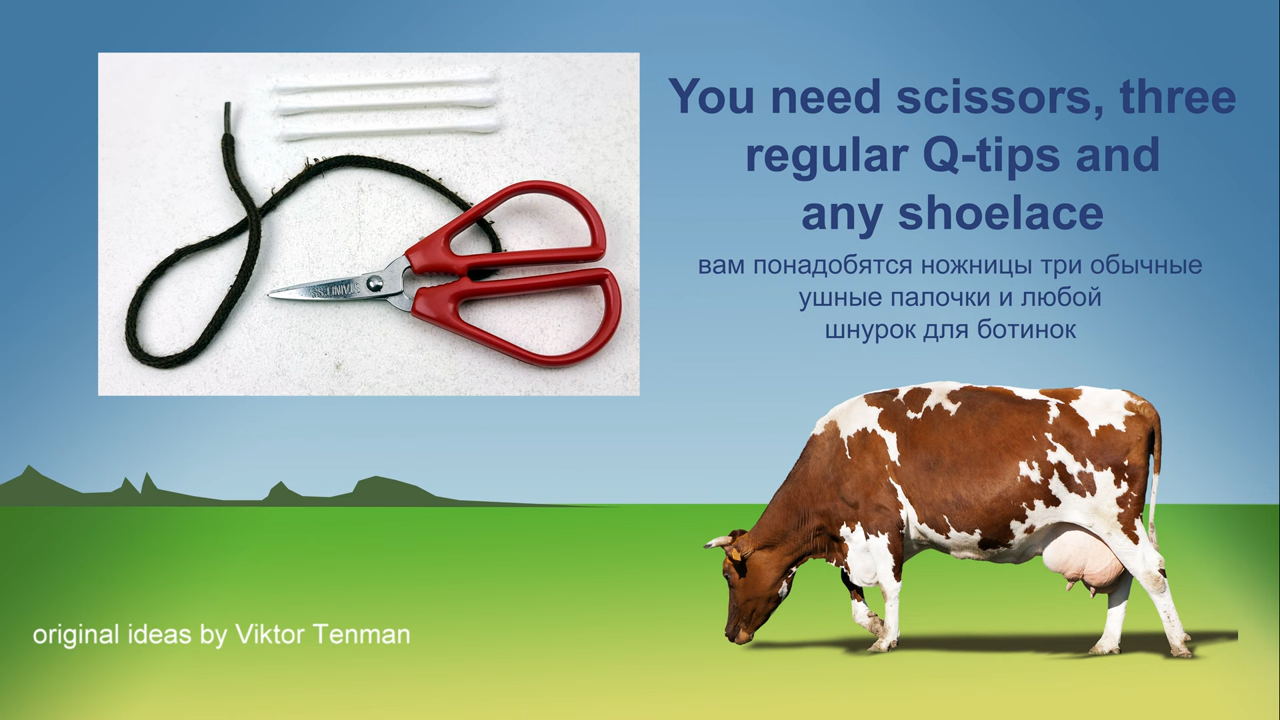 You need scissors, three
regular Q-tips and
any shoelace
вам понадобятся ножницы три обычные
ушные палочки и любой
шнурок для ботинок
original ideas by Viktor Tenman